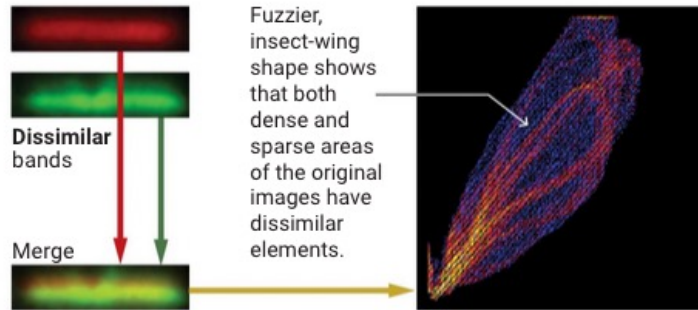 Dissimilar
bands
Merge
Fuzzier,
insect-wing
shape shows
that both
dense and
sparse areas
of the original
images have
dissimilar
elements.